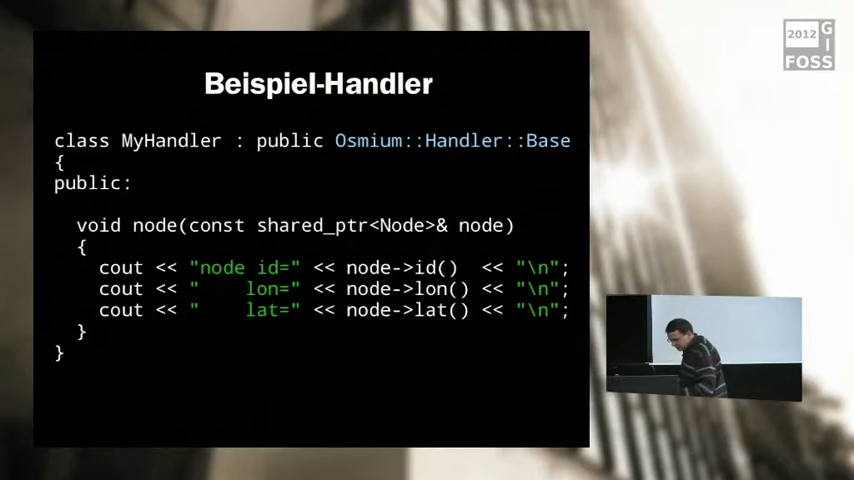 2012 GI
FOSS
Beispiel-Handler
class MyHandler : public Osmium::Handler::Base
{
public:
void node(const shared_ptr<Node>& node)
{
cout << "node id=" << node->id()  << "\n";
cout << "    lon=" << node->lon() << "\n";
cout << "    lat=" << node->lat() << "\n";
}
}